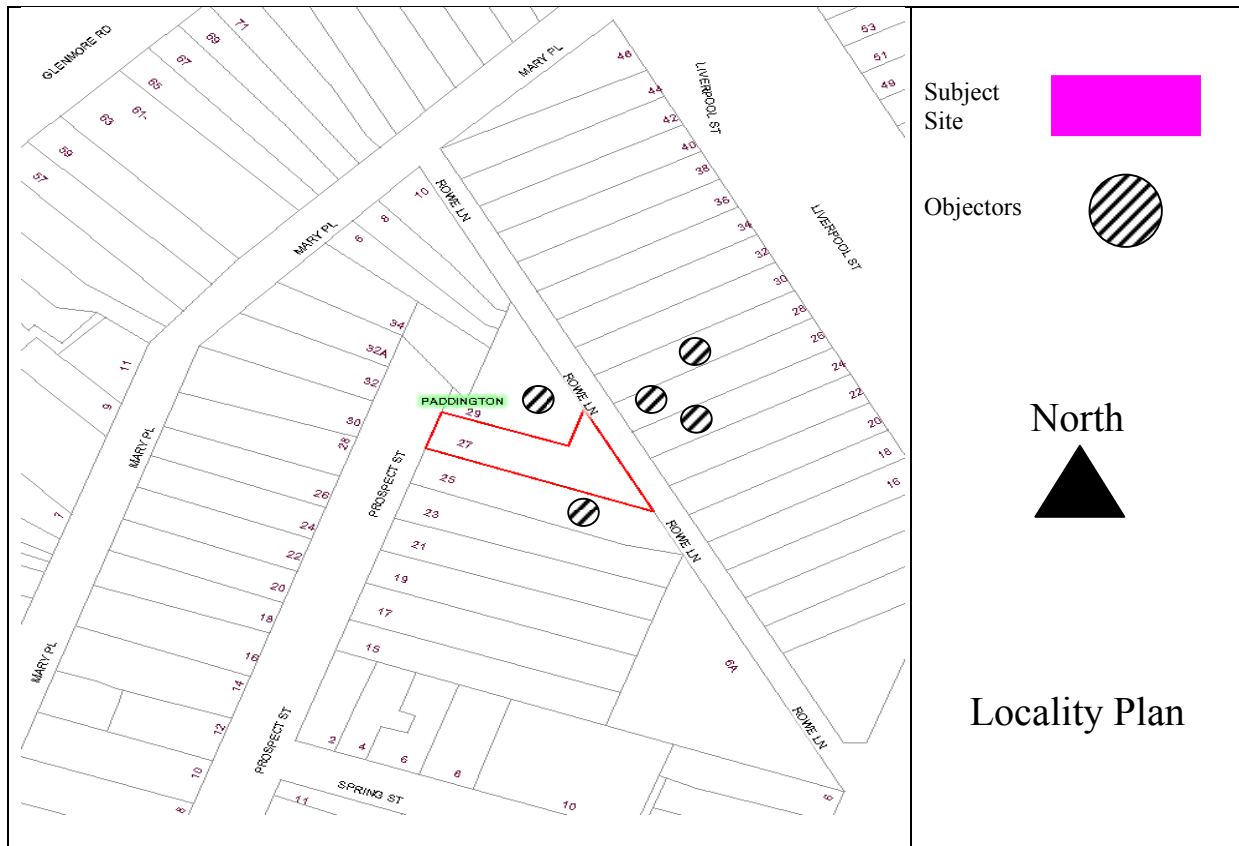 GLENMORE RD
71
69
67
65
61-
63
59
57
MARY PL
46
44
42
40
38
36
34
32
30
28
26
24
22
20
18
16
LIVERPOOL ST
LIVERPOOL ST
53
51
49
ROWE LN
10
8
6
MARY PL
34
32A
32
30
28
26
24
22
20
18
16
14
12
10
8
11
9
7
MARY PL
MARY PL
PADDINGTON
29
27
25
23
21
19
17
15
PROSPECT ST
PROSPECT ST
ROWE LN
ROWE LN
ROWE LN
6A
2
4
6
8
10
SPRING ST
11
Subject
Site
Objectors
North
Locality Plan